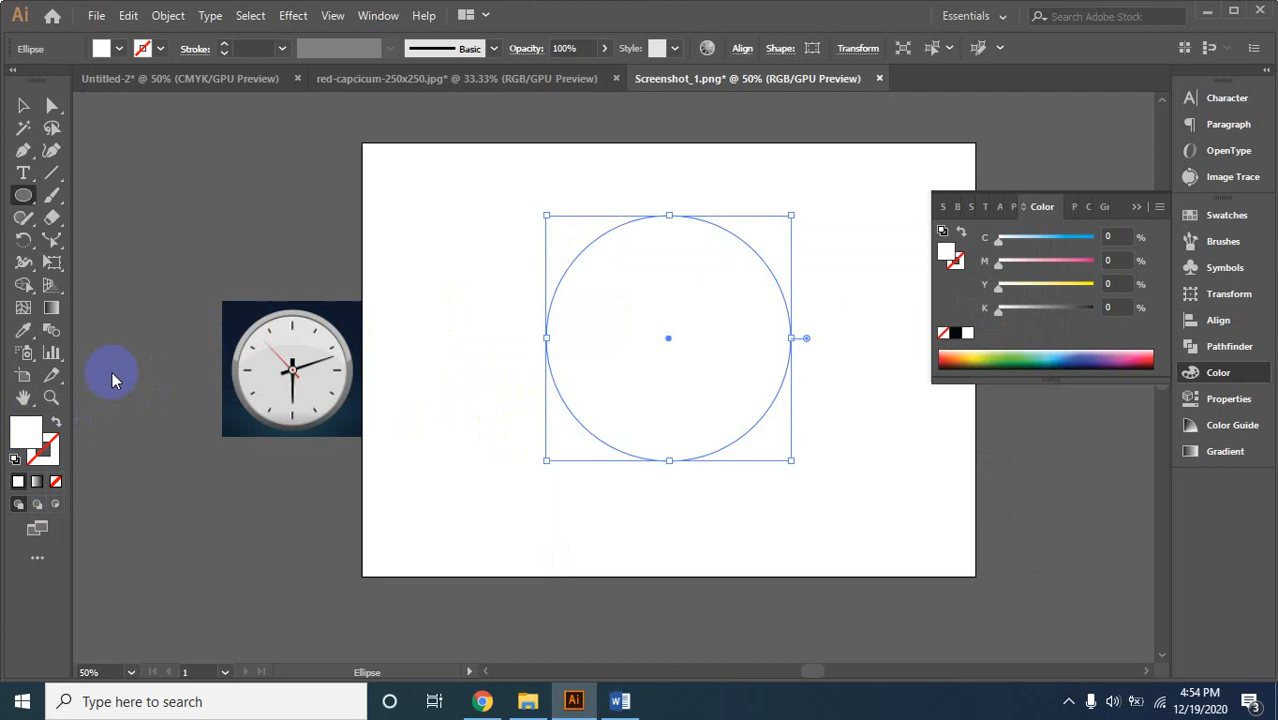 Ai File Edit Object Type Select Effect View Window Help Essentials Search Adobe Stock
Ellipse Stroke: Basic Opacity: 100% Style: Align Shape: Transform
Untitled-2* @ 50% (CMYK/GPU Preview) × red-capcicum-250x250.jpg* @ 33.33% (RGB/GPU Preview) × Screenshot_1.png* @ 50% (RGB/GPU Preview) ×
Character
Paragraph
OpenType
Image Trace
S B S T A P Color P C Gr
Swatches
C 0 %
Brushes
M 0 %
Symbols
Y 0 %
Transform
K 0 %
Align
Pathfinder
Color
Properties
Color Guide
Gradient
50% 1 Ellipse
Type here to search
Ai
W
4:54 PM
12/19/2020
3